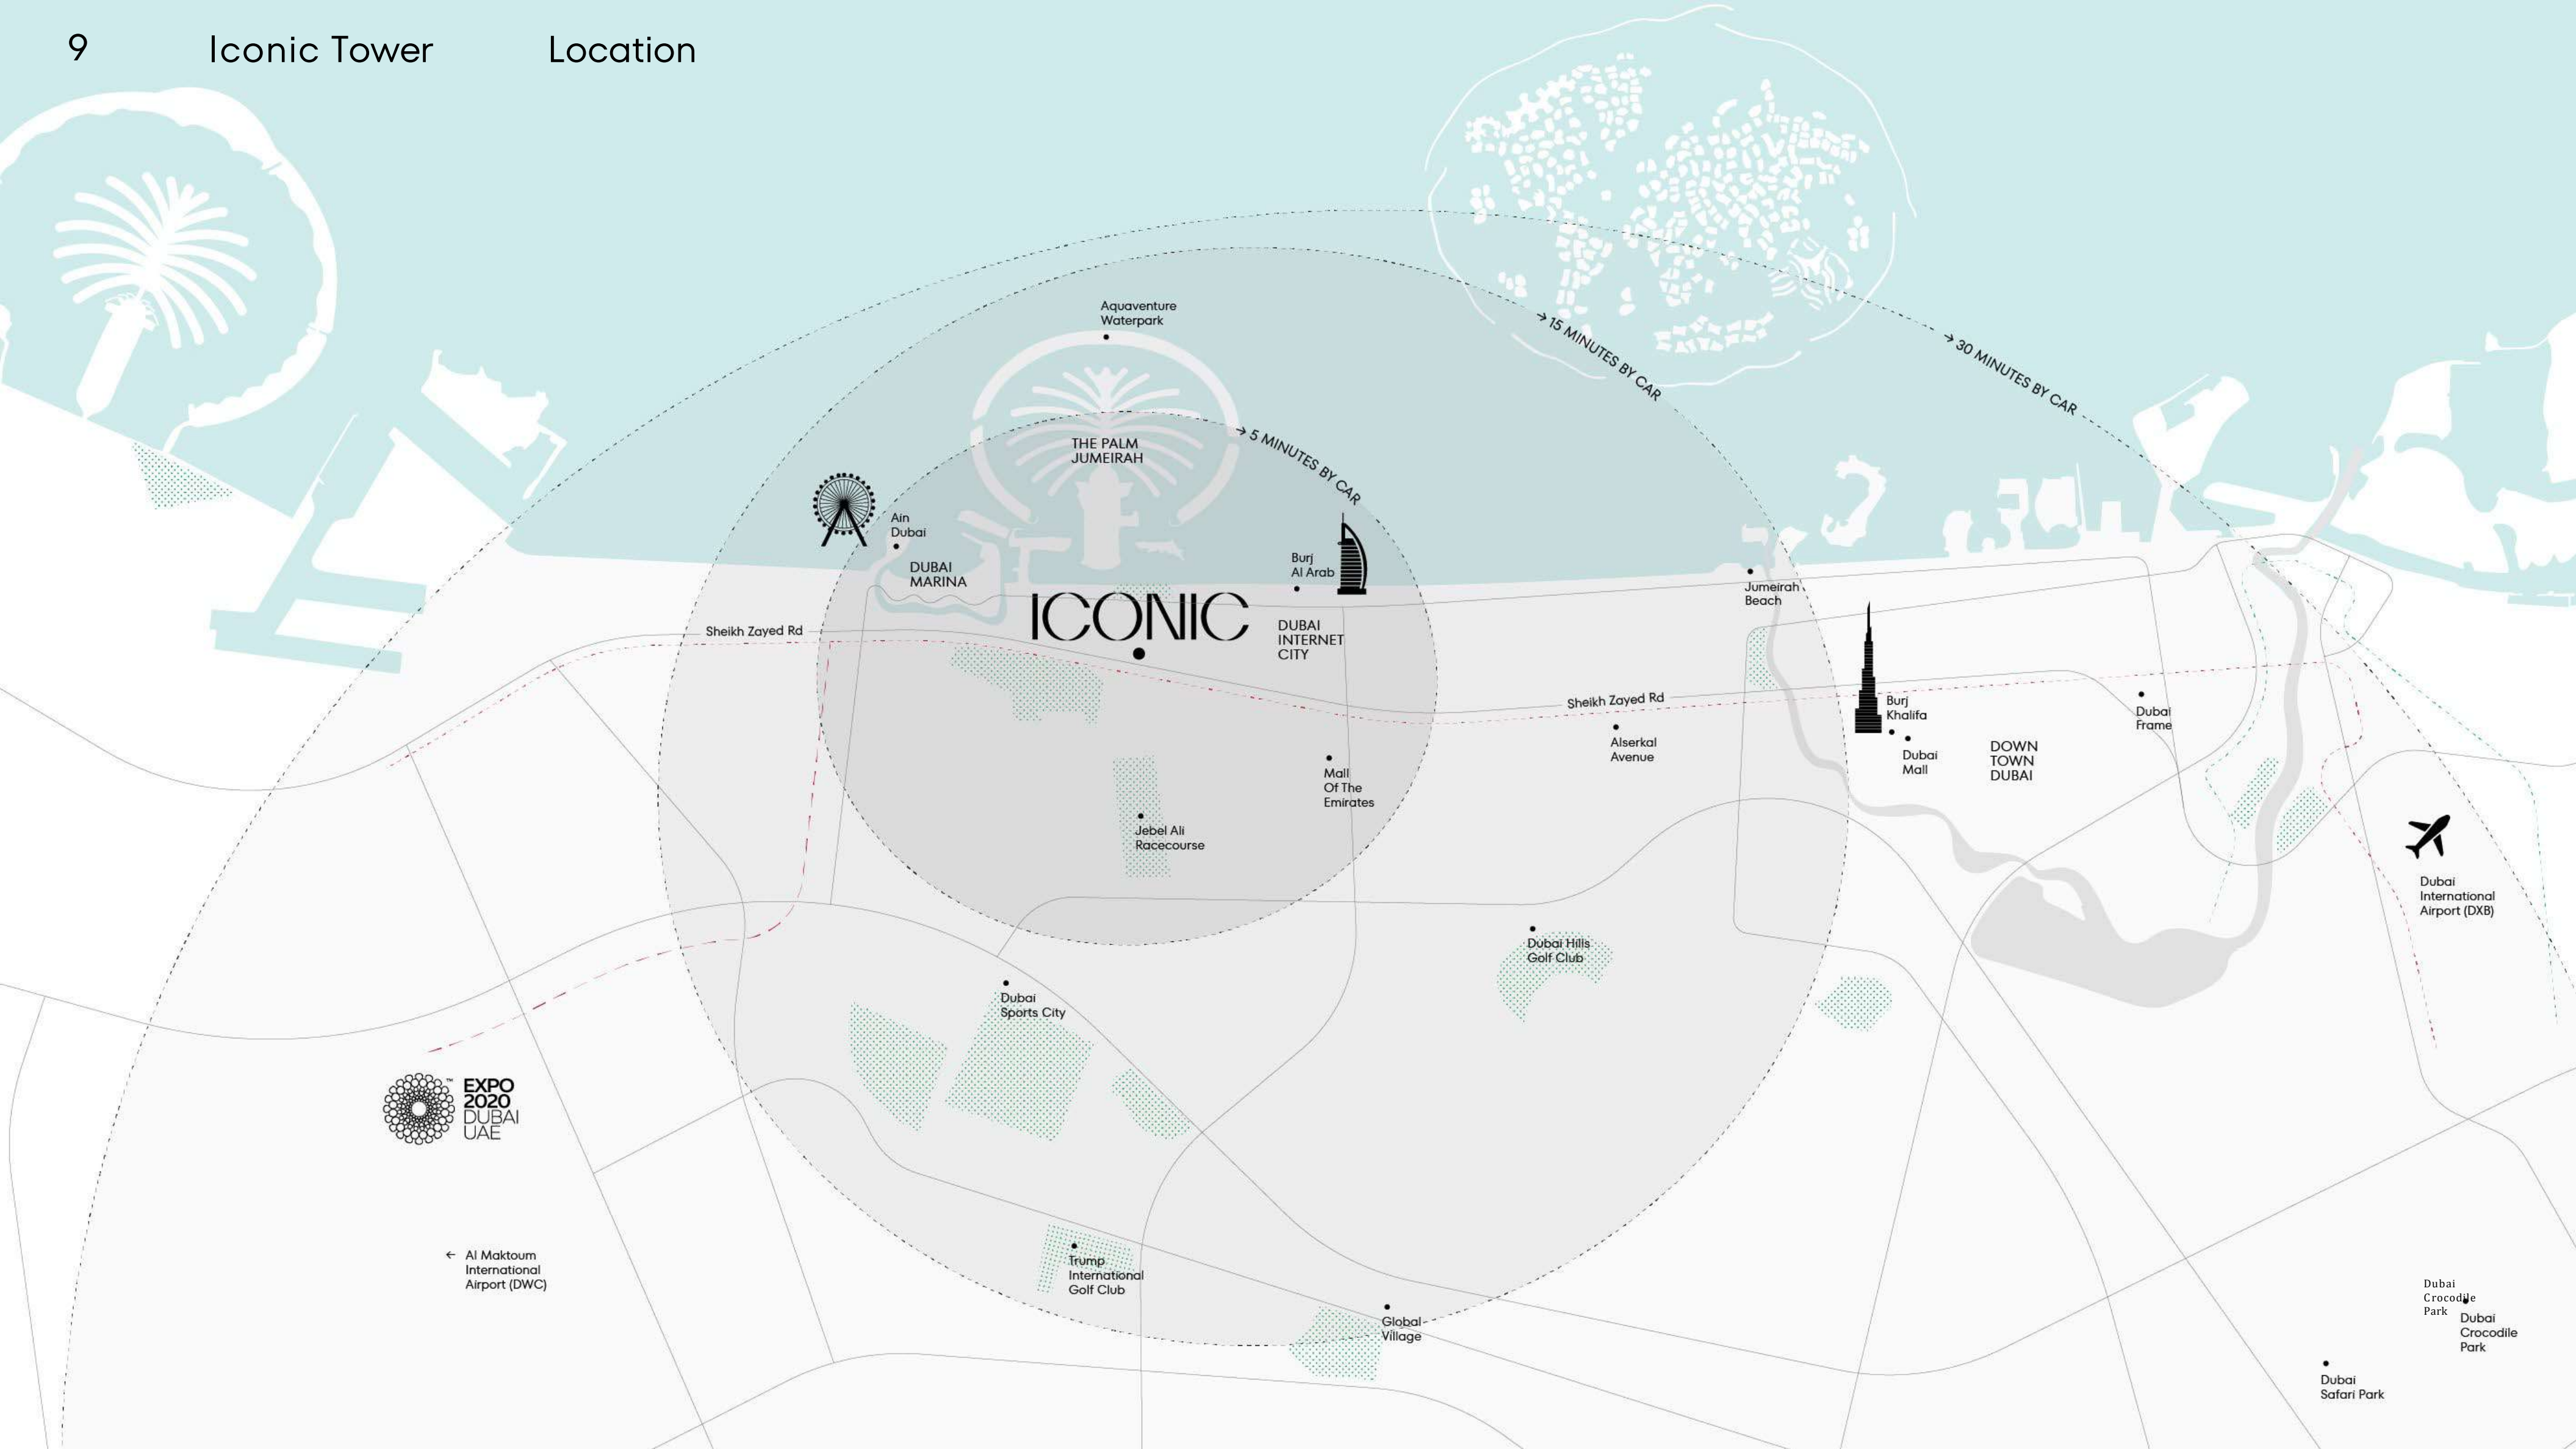 9 Iconic Tower Location
Aquaventure
Waterpark
→ 15 MINUTES BY CAR
→ 30 MINUTES BY CAR
→ 5 MINUTES BY CAR
THE PALM
JUMEIRAH
Ain
Dubai
DUBAI
MARINA
Burj
Al Arab
ICONIC
DUBAI
INTERNET
CITY
Sheikh Zayed Rd
Jumeirah
Beach
Sheikh Zayed Rd
Burj
Khalifa
Dubai
Mall
DOWN
TOWN
DUBAI
Dubai
Frame
Alserkal
Avenue
Mall
Of The
Emirates
Jebel Ali
Racecourse
Dubai
International
Airport (DXB)
Dubai Hills
Golf Club
Dubai
Sports City
EXPO ™
2020
DUBAI
UAE
← Al Maktoum
International
Airport (DWC)
Trump
International
Golf Club
Global
Village
Dubai
Crocodile
Park
Dubai
Crocodile
Park
Dubai
Safari Park